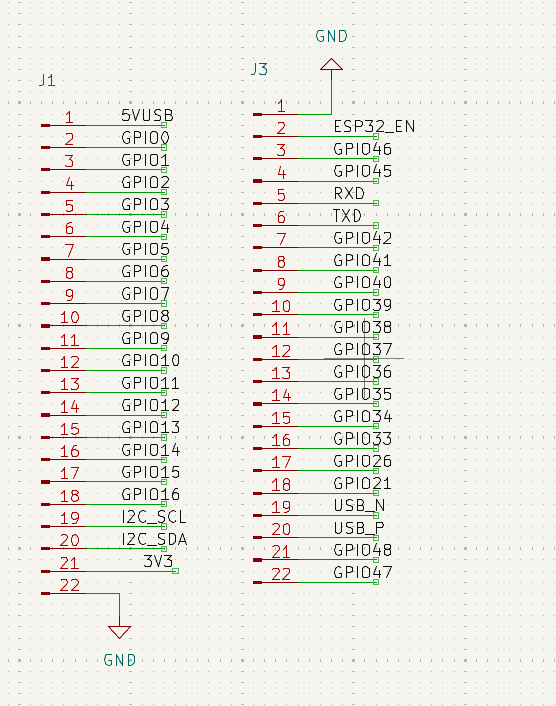 J1
1 5VUSB
2 GPIO0
3 GPIO1
4 GPIO2
5 GPIO3
6 GPIO4
7 GPIO5
8 GPIO6
9 GPIO7
10 GPIO8
11 GPIO9
12 GPIO10
13 GPIO11
14 GPIO12
15 GPIO13
16 GPIO14
17 GPIO15
18 GPIO16
19 I2C_SCL
20 I2C_SDA
21 3V3
22
GND
GND
J3
1
2 ESP32_EN
3 GPIO46
4 GPIO45
5 RXD
6 TXD
7 GPIO42
8 GPIO41
9 GPIO40
10 GPIO39
11 GPIO38
12 GPIO37
13 GPIO36
14 GPIO35
15 GPIO34
16 GPIO33
17 GPIO26
18 GPIO21
19 USB_N
20 USB_P
21 GPIO48
22 GPIO47